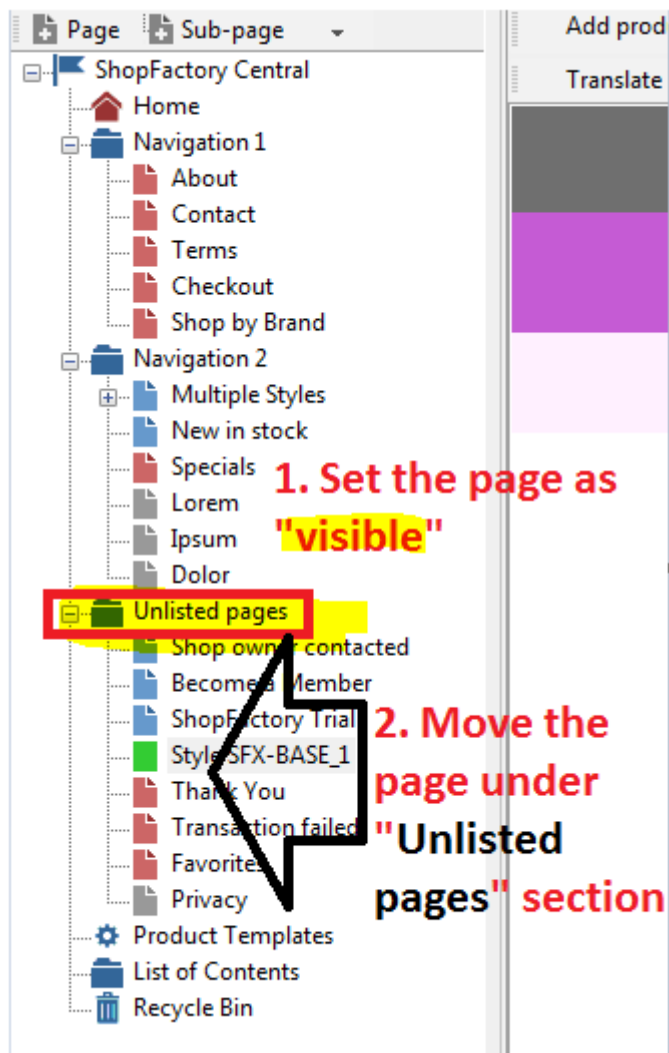 Page Sub-page
Add prod
ShopFactory Central
Translate
Home
Navigation 1
About
Contact
Terms
Checkout
Shop by Brand
Navigation 2
Multiple Styles
New in stock
Specials
Lorem
Ipsum
Dolor
1. Set the page as
"visible"
Unlisted pages
Shop owner contacted
Become a Member
ShopFactory Trial
Style SFX-BASE_1
Thank You
Transaction failed
Favorites
Privacy
2. Move the
page under
"Unlisted
pages" section
Product Templates
List of Contents
Recycle Bin